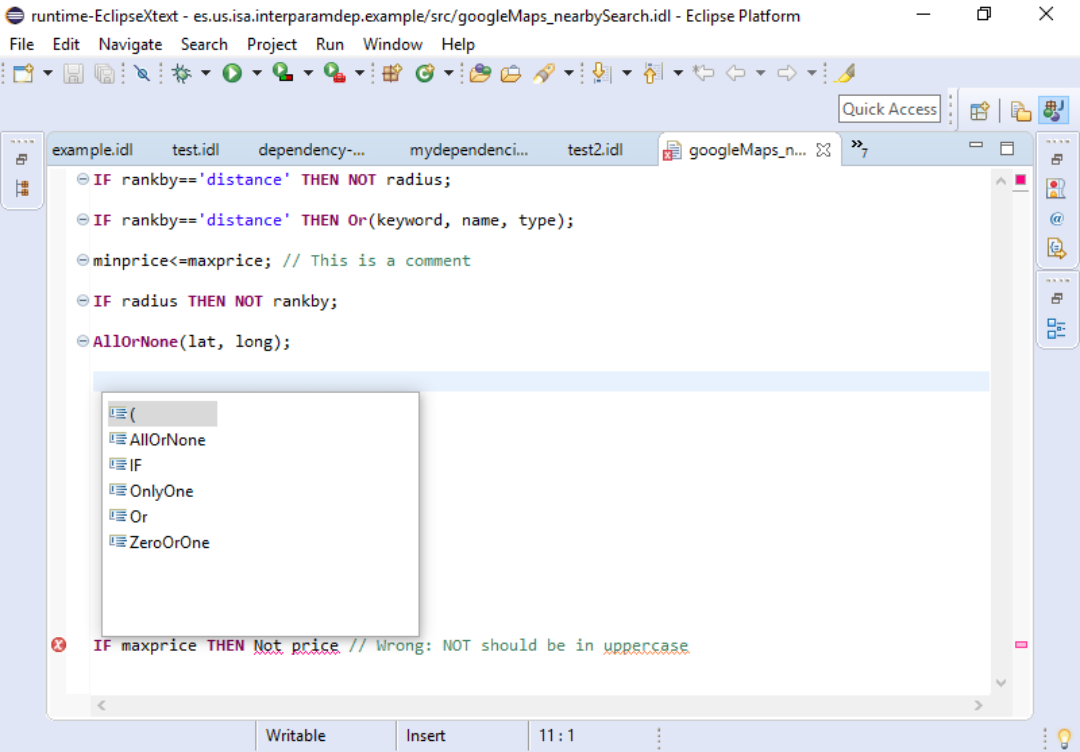 runtime-EclipseXtext - es.us.isa.interparamdep.example/src/googleMaps_nearbySearch.idl - Eclipse Platform
File Edit Navigate Search Project Run Window Help
Quick Access
example.idl test.idl dependency-... mydependenci... test2.idl googleMaps_n... »7
IF rankby=='distance' THEN NOT radius;
IF rankby=='distance' THEN Or(keyword, name, type);
minprice<=maxprice; // This is a comment
IF radius THEN NOT rankby;
AllOrNone(lat, long);
(
AllOrNone
IF
OnlyOne
Or
ZeroOrOne
IF maxprice THEN Not price // Wrong: NOT should be in uppercase
Writable Insert 11 : 1